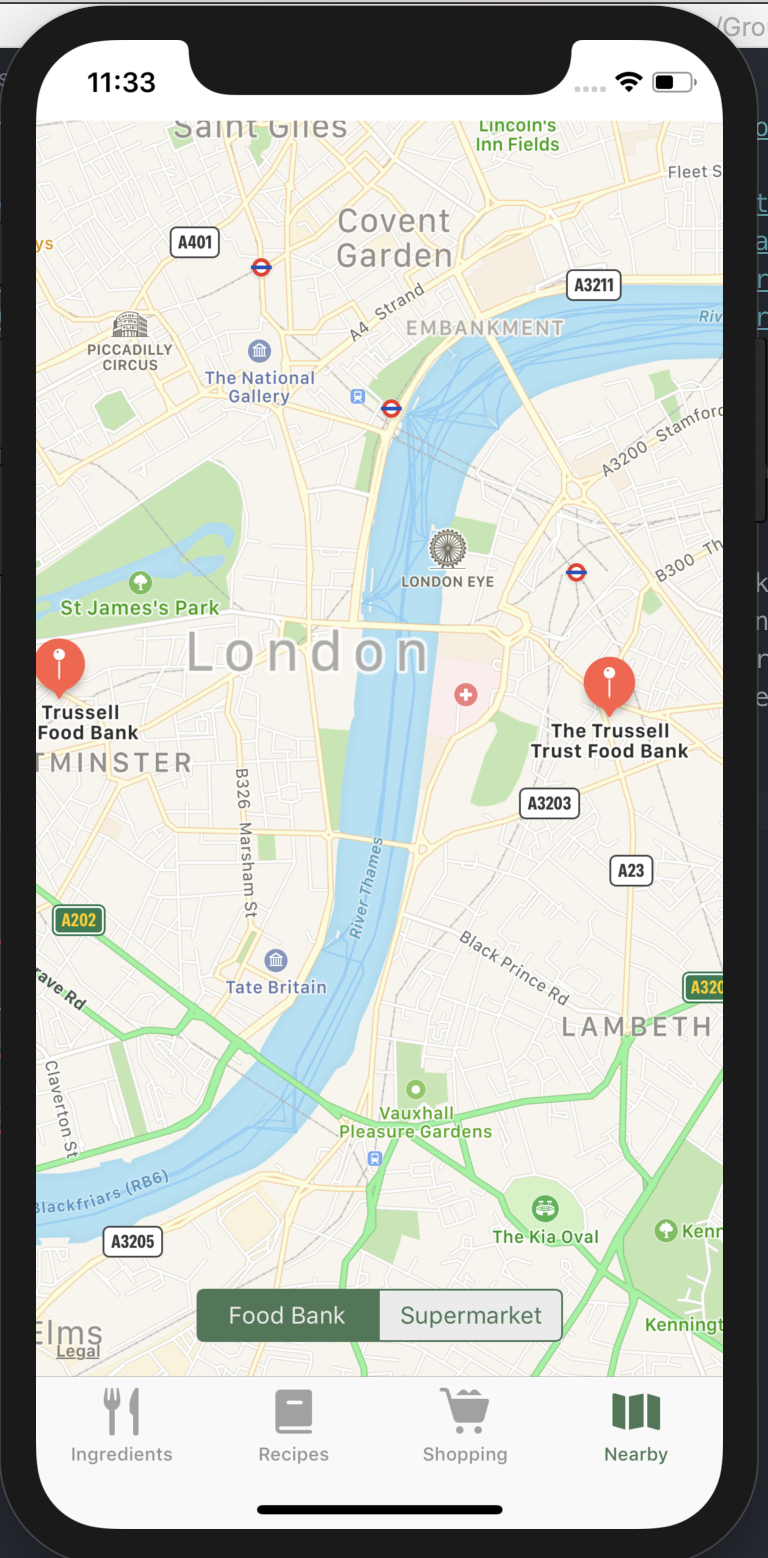 /Gro
11:33
Saint Giles
Lincoln's
Inn Fields
Fleet S
Covent
Garden
A401
ys
A3211
A4 Strand
EMBANKMENT
Riv
PICCADILLY
CIRCUS
The National
Gallery
A3200 Stamford
LONDON EYE
B300 Th
St James's Park
London
Trussell
Food Bank
The Trussell
Trust Food Bank
TMINSTER
B326 Marsham St
A3203
A23
River Thames
A202
Black Prince Rd
rave Rd
Tate Britain
A320
LAMBETH
Claverton St
Vauxhall
Pleasure Gardens
Blackfriars (RB6)
The Kia Oval
Kenn
A3205
Food Bank
Supermarket
Kenningt
Elms
Legal
Ingredients
Recipes
Shopping
Nearby